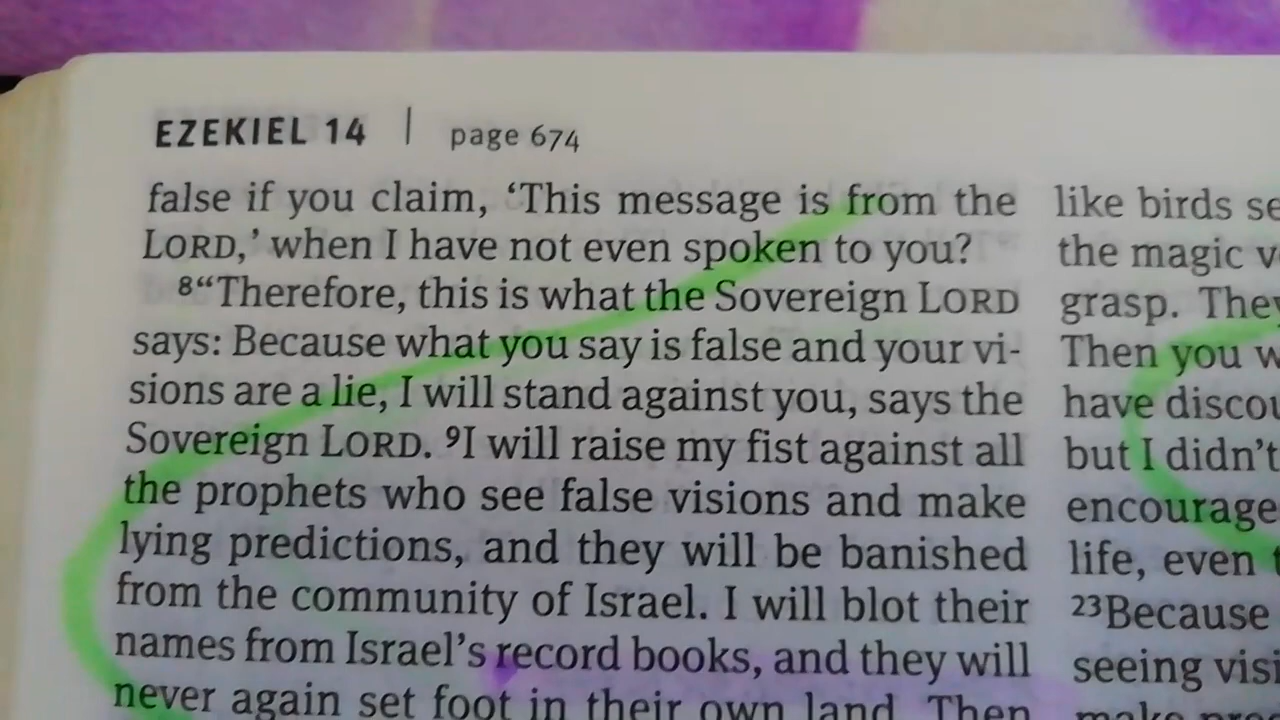 EZEKIEL 14 | page 674
false if you claim, ‘This message is from the
LORD,’ when I have not even spoken to you?
8“Therefore, this is what the Sovereign LORD
says: Because what you say is false and your vi-
sions are a lie, I will stand against you, says the
Sovereign LORD. 9I will raise my fist against all
the prophets who see false visions and make
lying predictions, and they will be banished
from the community of Israel. I will blot their
names from Israel’s record books, and they will
never again set foot in their own land. Then
like birds
the magic
grasp. They
Then you
have
but I didn’t
encourage
life, even
23Because
seeing
make